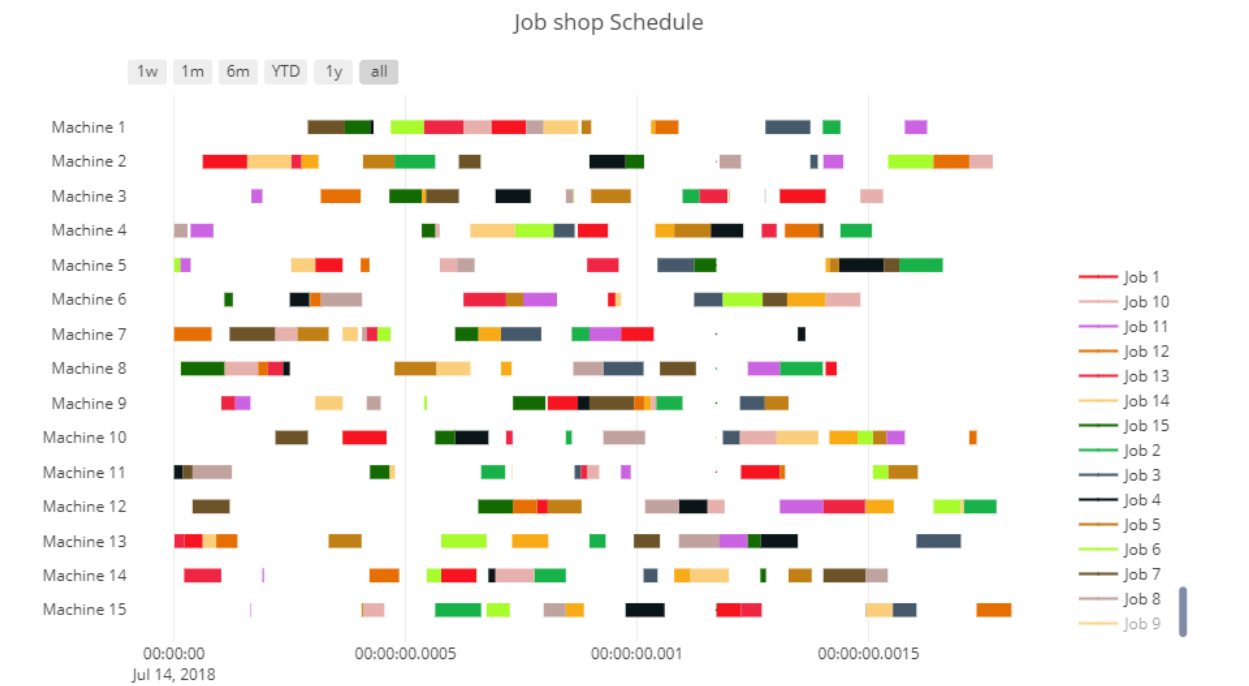 Job shop Schedule
1w 1m 6m YTD 1y all
Machine 1
Machine 2
Machine 3
Machine 4
Machine 5
Machine 6
Machine 7
Machine 8
Machine 9
Machine 10
Machine 11
Machine 12
Machine 13
Machine 14
Machine 15
00:00:00 00:00:00.0005 00:00:00.001 00:00:00.0015
Jul 14, 2018
Job 1
Job 10
Job 11
Job 12
Job 13
Job 14
Job 15
Job 2
Job 3
Job 4
Job 5
Job 6
Job 7
Job 8
Job 9